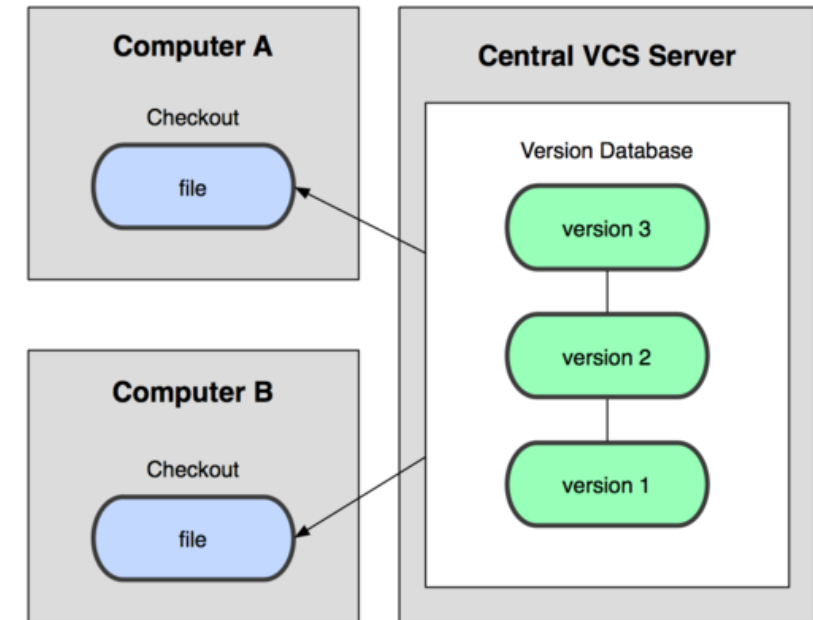 Computer A
Checkout
file
Computer B
Checkout
file
Central VCS Server
Version Database
version 3
version 2
version 1